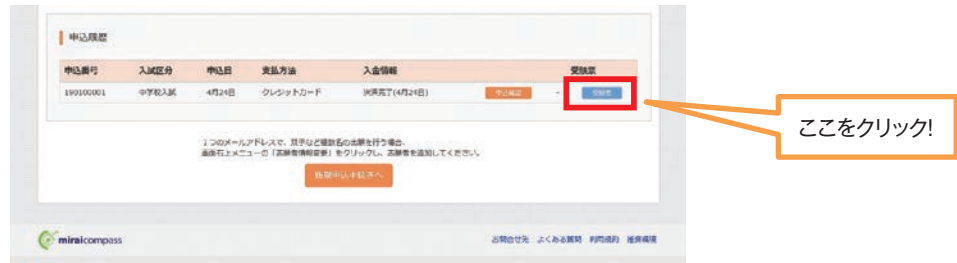 申込履歴
申込番号 入試区分 申込日 支払方法 入金情報 受験票
190100001 中学校入試 4月24日 クレジットカード 決済完了(4月24日) 申込確認 - 受験票
ここをクリック!
1つのメールアドレスで、双子など複数名の出願を行う場合、
画面右上メニューの「志願者情報変更」をクリックし、志願者を追加してください。
新規申込手続きへ
miraicompass
お問合せ先 よくある質問 利用規約 推奨環境